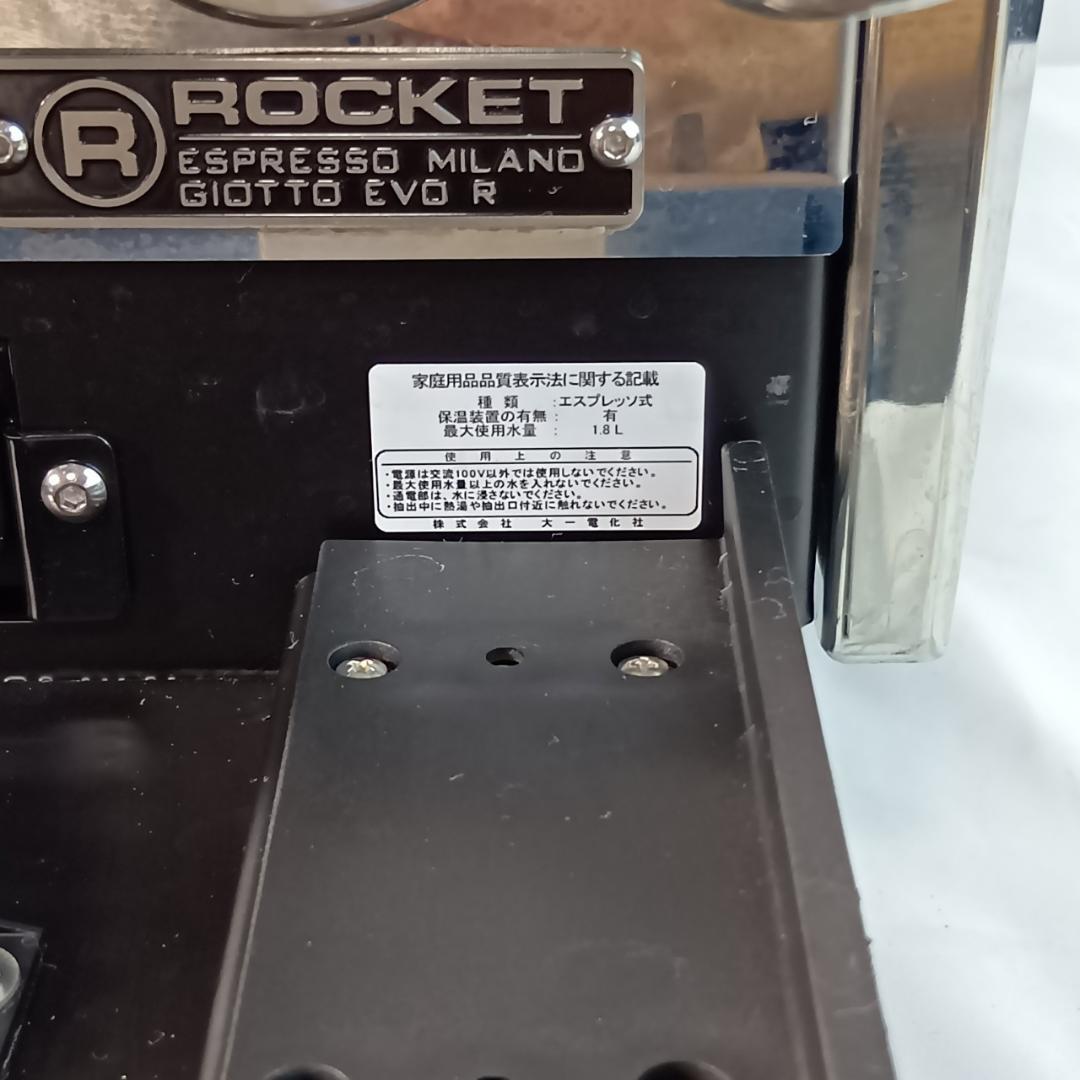 R ROCKET
ESPRESSO MILANO
GIOTTO EVO R
家庭用品品質表示法に関する記載
種類 : エスプレッソ式
保温装置の有無 : 有
最大使用水量 : 1.8L
使用上の注意
・電源は交流100V以外では使用しないでください。
・最大使用水量以上の水を入れないでください。
・通電部は、水に浸さないでください。
・抽出中に熱湯や抽出口付近に触れないでください。
株式会社 大一電化社